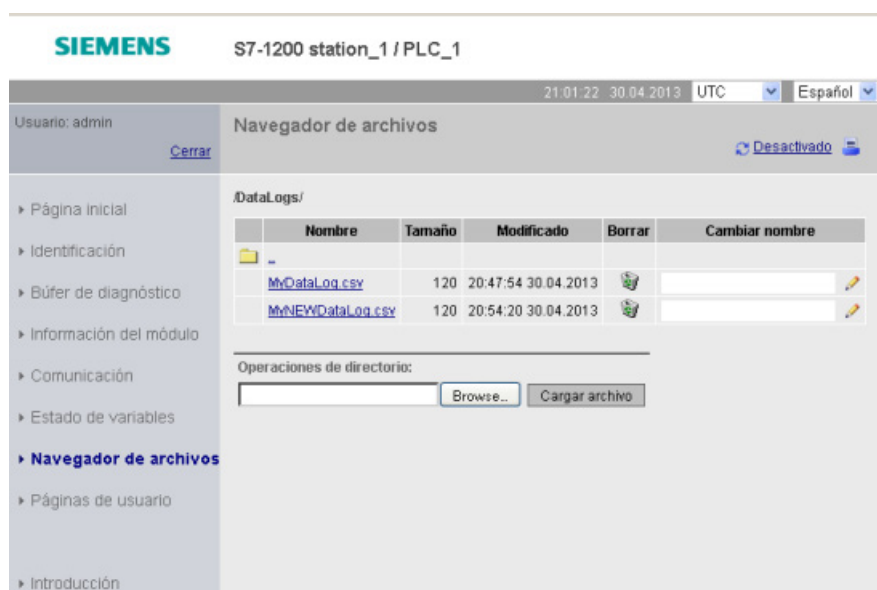 SIEMENS
S7-1200 station_1 / PLC_1
21:01:22 30.04.2013 UTC Español
Usuario: admin
Cerrar
Navegador de archivos
Desactivado
Página inicial
Identificación
Búfer de diagnóstico
Información del módulo
Comunicación
Estado de variables
Navegador de archivos
Páginas de usuario
Introducción
/DataLogs/
Nombre Tamaño Modificado Borrar Cambiar nombre
..
MyDataLog.csv 120 20:47:54 30.04.2013
MyNEWDataLog.csv 120 20:54:20 30.04.2013
Operaciones de directorio:
Browse... Cargar archivo